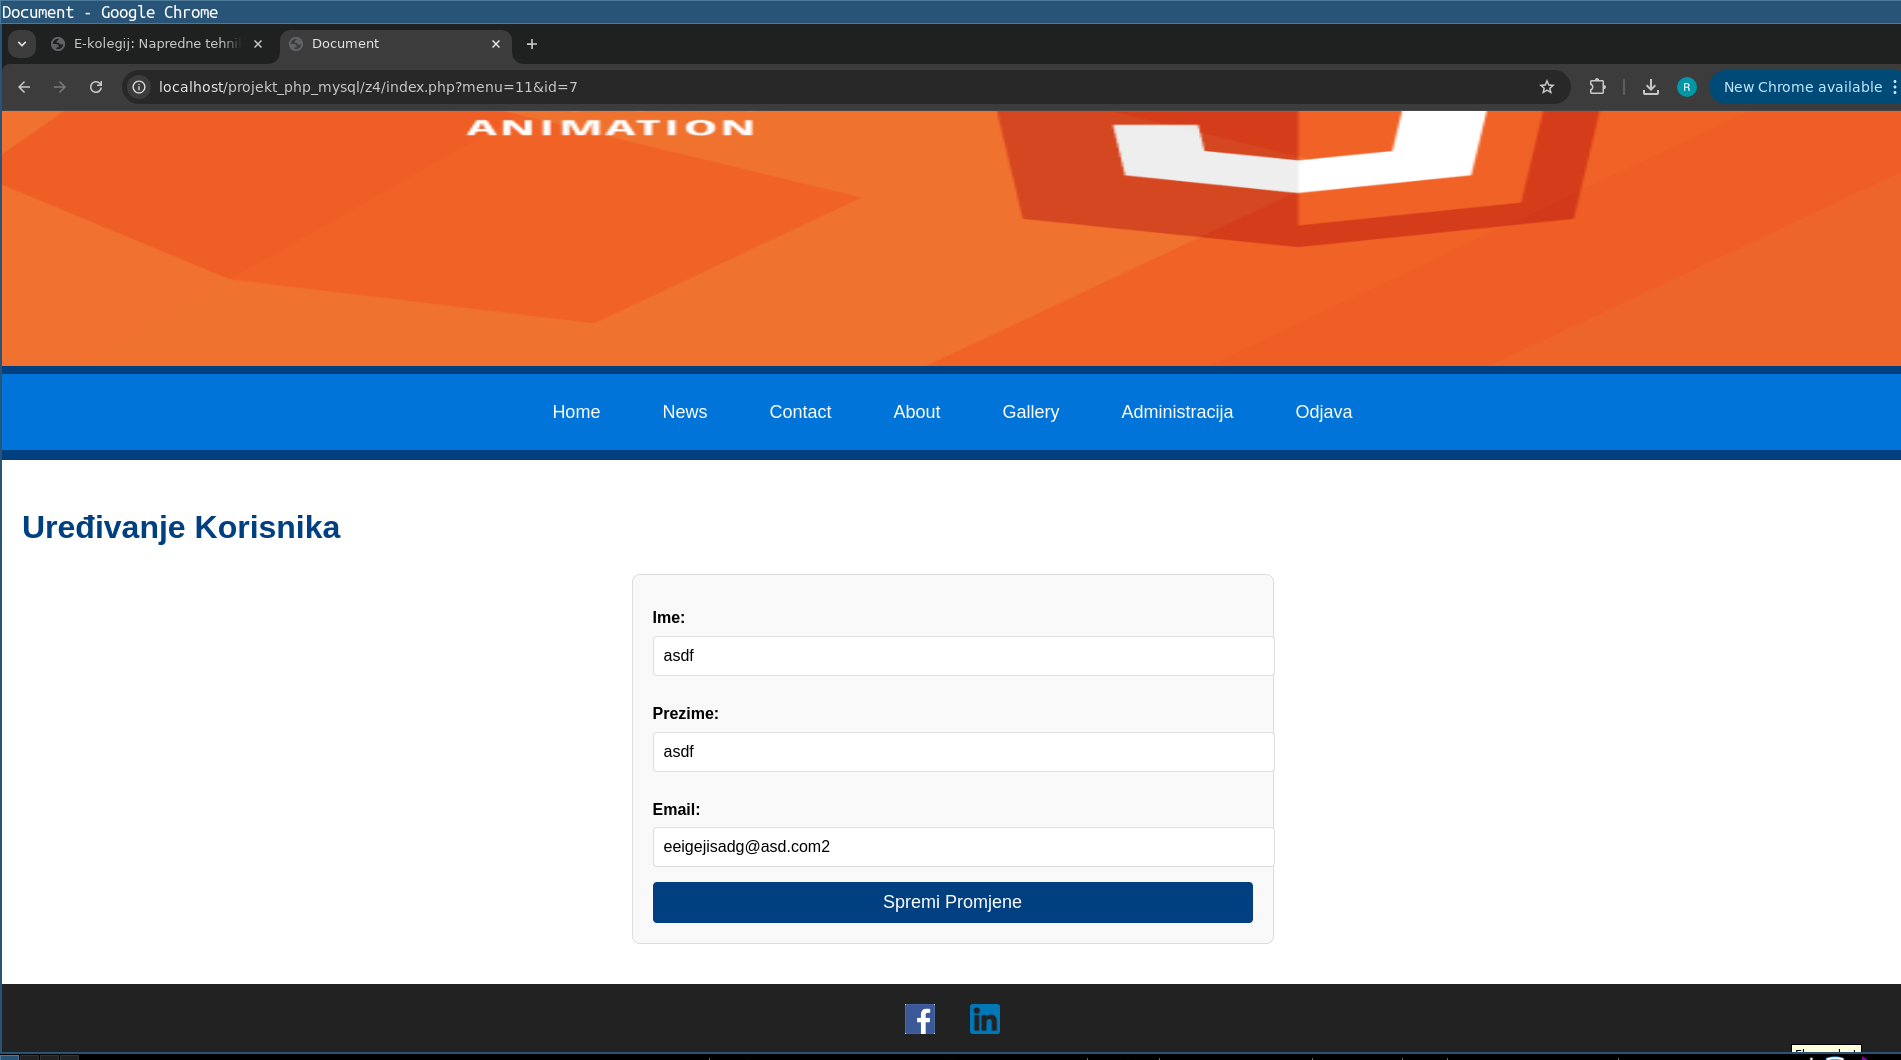 Document - Google Chrome
E-kolegij: Napredne tehni
Document
localhost/projekt_php_mysql/z4/index.php?menu=11&id=7
R
New Chrome available
ANIMATION
Home
News
Contact
About
Gallery
Administracija
Odjava
Uređivanje Korisnika
Ime:
asdf
Prezime:
asdf
Email:
eeigejisadg@asd.com2
Spremi Promjene
f
in